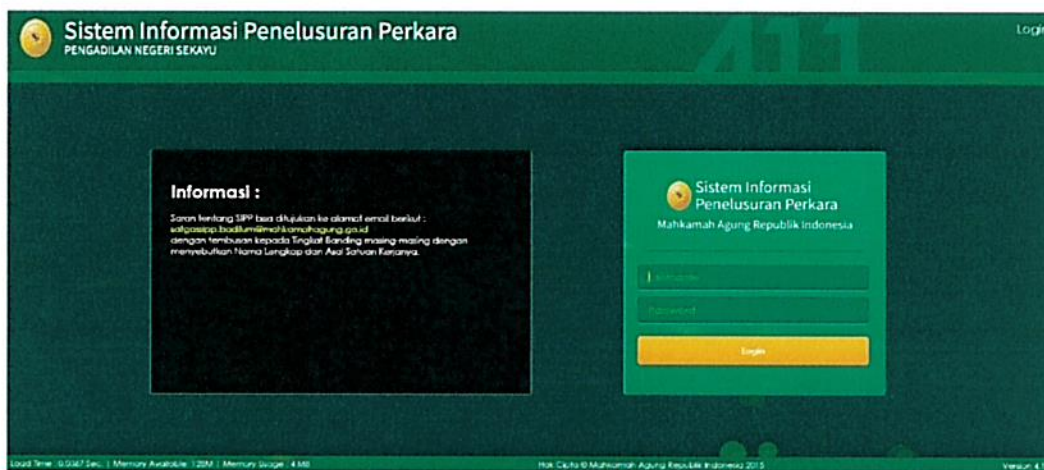 Sistem Informasi Penelusuran Perkara
PENGADILAN NEGERI SEKAYU
411
Login
Informasi :
Saran tentang SIPP bisa ditujukan ke alamat email berikut :
satgassipp.badilum@mahkamahagung.go.id
dengan tembusan kepada Tingkat Banding masing-masing dengan
menyebutkan Nama Lengkap dan Asal Satuan Kerjanya.
Sistem Informasi
Penelusuran Perkara
Mahkamah Agung Republik Indonesia
Username
Password
Login
Load Time : 0.0367 Sec. | Memory Available: 128M | Memory Usage : 4 MB
Hak Cipta © Mahkamah Agung Republik Indonesia 2015